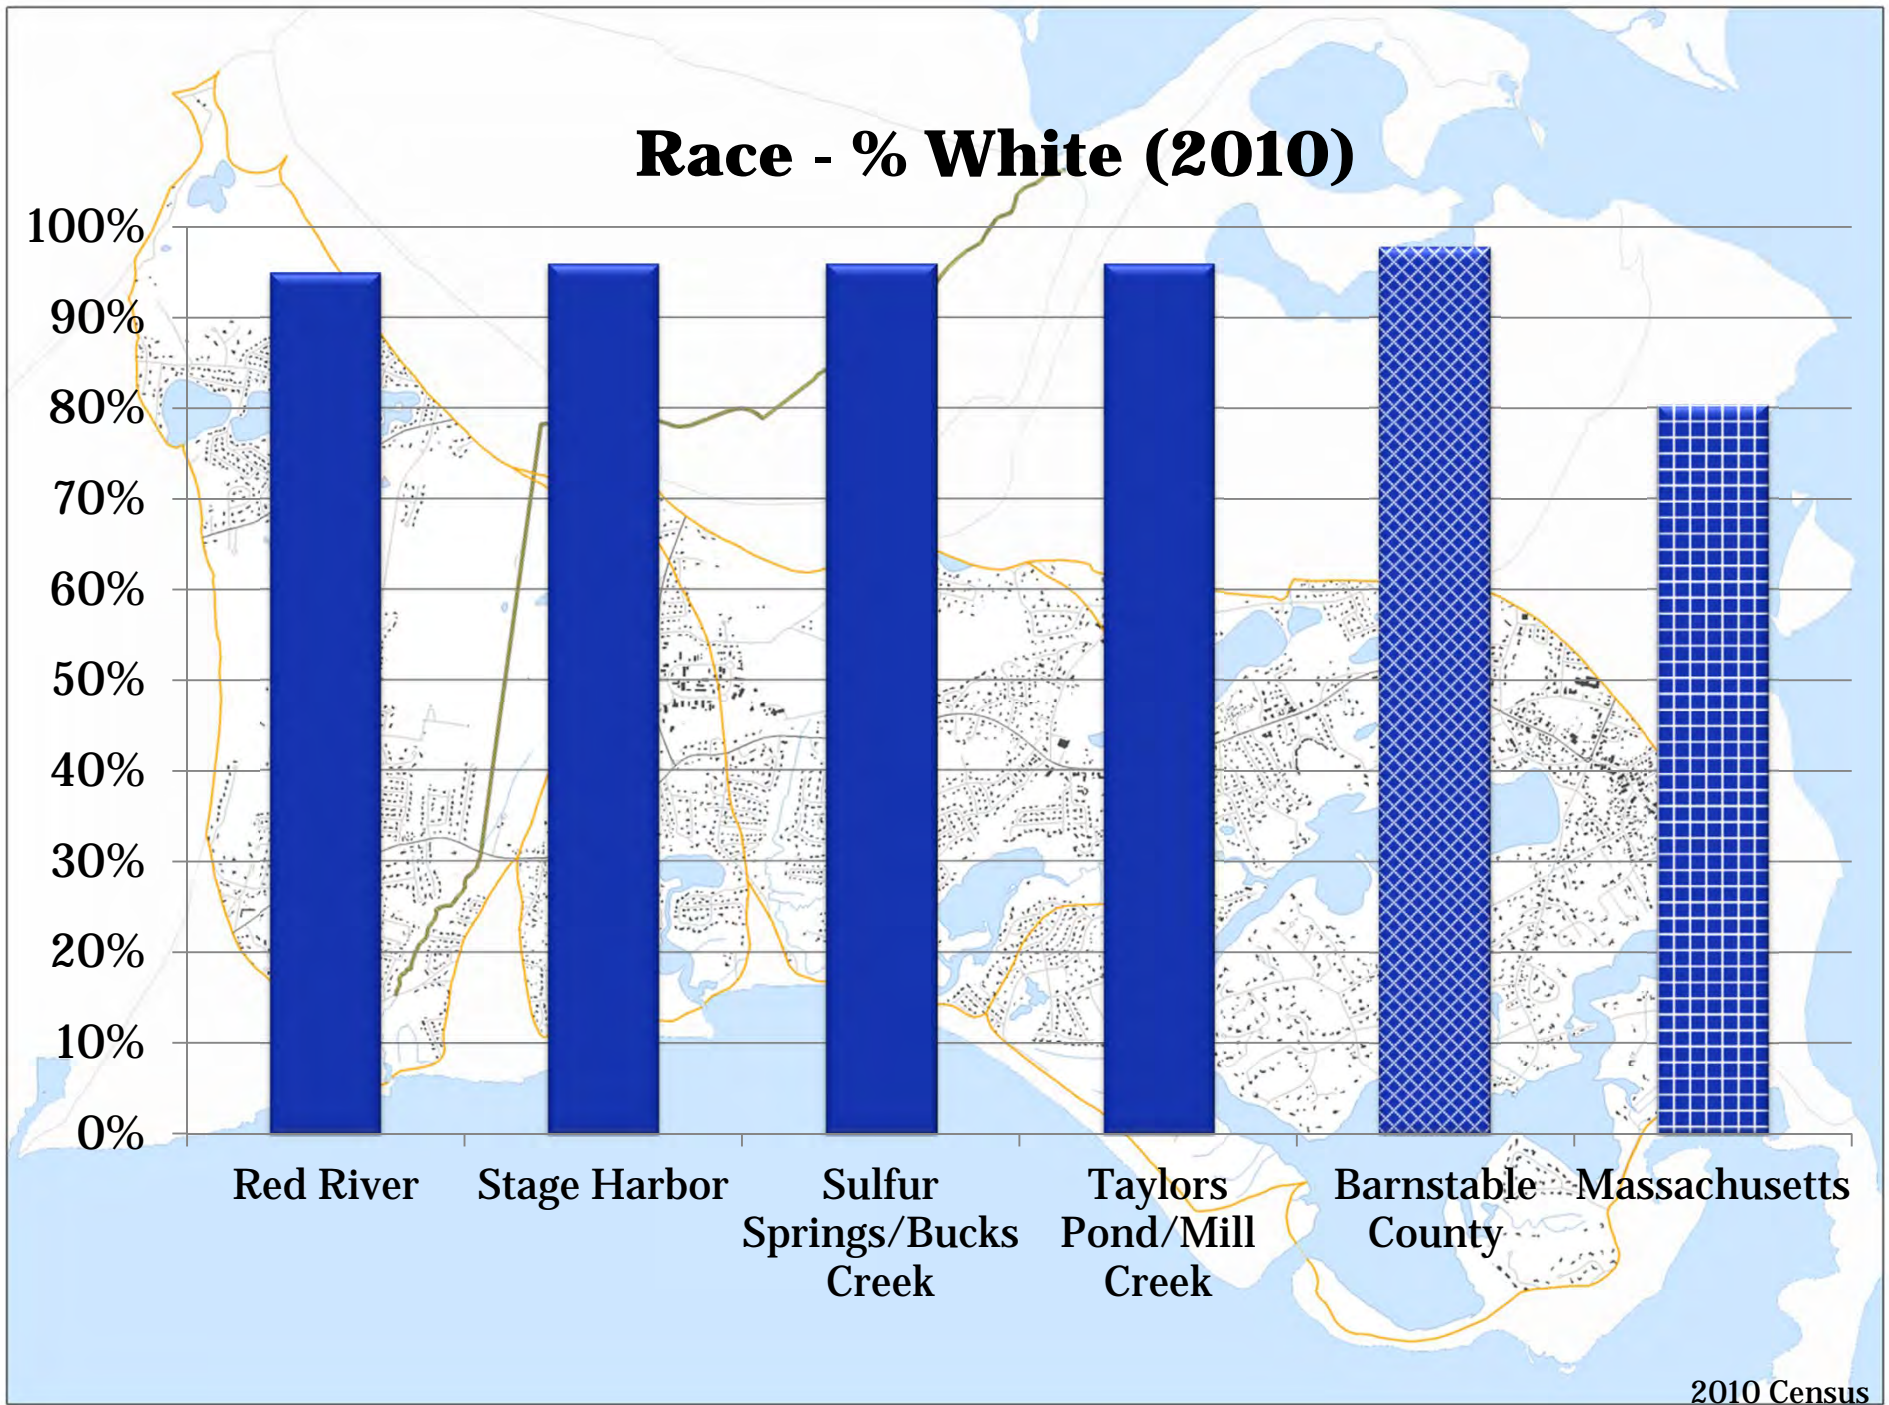 Race - % White (2010)
100%
90%
80%
70%
60%
50%
40%
30%
20%
10%
0%
Red River
Stage Harbor
Sulfur
Springs/Bucks
Creek
Taylors
Pond/Mill
Creek
Barnstable
County
Massachusetts
2010 Census